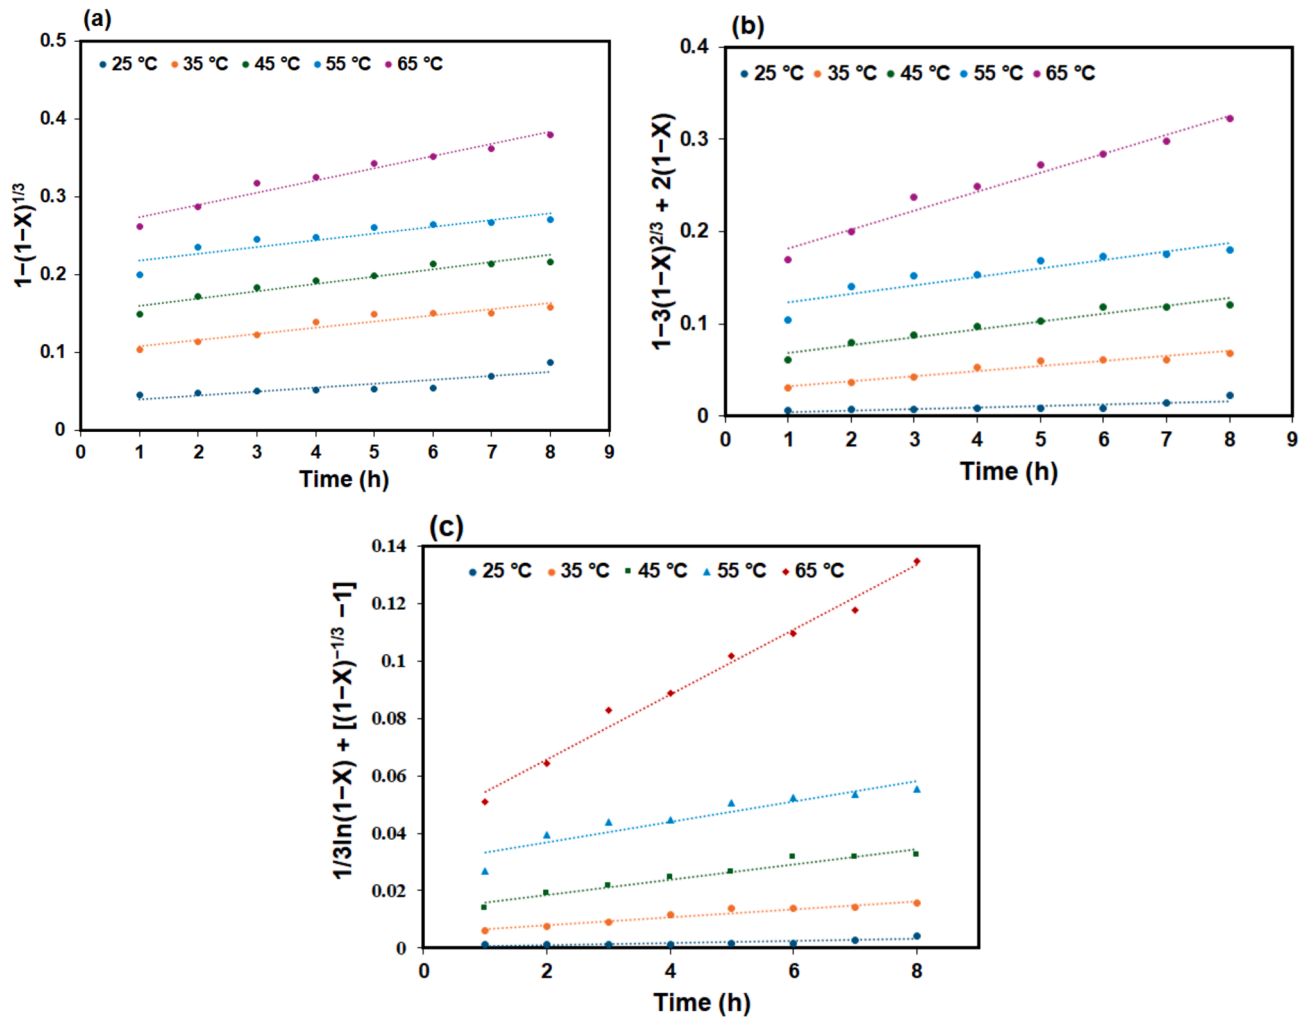 (a)
0.5
25 °C 35 °C 45 °C 55 °C 65 °C
0.4
0.3
0.2
0.1
0
1−(1−X)^1/3
0 1 2 3 4 5 6 7 8 9
Time (h)
(b)
0.4
25 °C 35 °C 45 °C 55 °C 65 °C
0.3
0.2
0.1
0
1−3(1−X)^2/3 + 2(1−X)
0 1 2 3 4 5 6 7 8 9
Time (h)
(c)
0.14
25 °C 35 °C 45 °C 55 °C 65 °C
0.12
0.1
0.08
0.06
0.04
0.02
0
1/3ln(1−X) + [(1−X)^−1/3 −1]
0 2 4 6 8
Time (h)